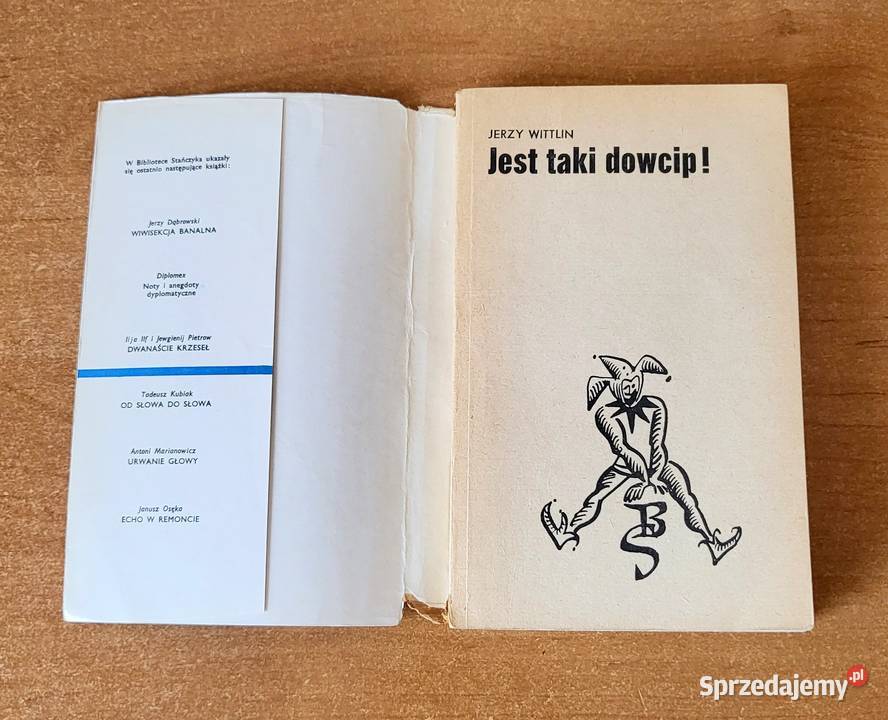 W Bibliotece Stańczyka ukazały
się ostatnio następujące książki:
Jerzy Dąbrowski
WIWISEKCJA BANALNA
Diplomex
Noty i anegdoty
dyplomatyczne
Ilja Ilf i Jewgienij Pietrow
DWANAŚCIE KRZESEŁ
Tadeusz Kubiak
OD SŁOWA DO SŁOWA
Antoni Marianowicz
URWANIE GŁOWY
Janusz Osęka
ECHO W REMONCIE
JERZY WITTLIN
Jest taki dowcip!
BS
Sprzedajemy.pl